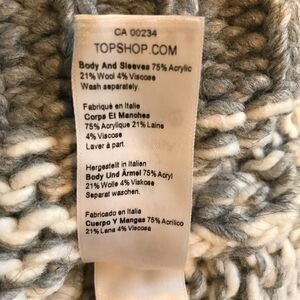 CA 00234
TOPSHOP.COM
Body And Sleeves 75% Acrylic
21% Wool 4% Viscose
Wash separately.
Fabriqué en Italie
Corps Et Manches
75% Acrylique 21% Laine
4% Viscose
Laver à part.
Hergestellt in Italien
Body Und Ärmel 75% Acryl
21% Wolle 4% Viskose
Separat waschen.
Fabricado en Italia
Cuerpo Y Mangas 75% Acrílico
21% Lana 4% Viscosa